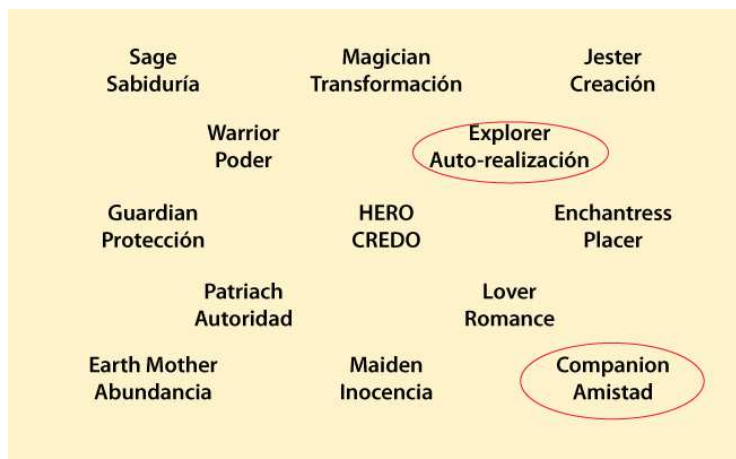 Sage
Sabiduría
Magician
Transformación
Jester
Creación
Warrior
Poder
Explorer
Auto-realización
Guardian
Protección
HERO
CREDO
Enchantress
Placer
Patriach
Autoridad
Lover
Romance
Earth Mother
Abundancia
Maiden
Inocencia
Companion
Amistad